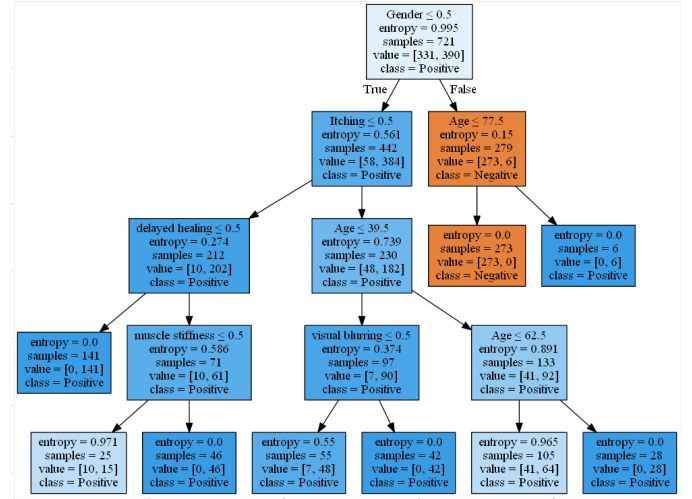 Gender ≤ 0.5
entropy = 0.995
samples = 721
value = [331, 390]
class = Positive
True
False
Itching ≤ 0.5
entropy = 0.561
samples = 442
value = [58, 384]
class = Positive
Age ≤ 77.5
entropy = 0.15
samples = 279
value = [273, 6]
class = Negative
delayed healing ≤ 0.5
entropy = 0.274
samples = 212
value = [10, 202]
class = Positive
Age ≤ 39.5
entropy = 0.739
samples = 230
value = [48, 182]
class = Positive
entropy = 0.0
samples = 273
value = [273, 0]
class = Negative
entropy = 0.0
samples = 6
value = [0, 6]
class = Positive
entropy = 0.0
samples = 141
value = [0, 141]
class = Positive
muscle stiffness ≤ 0.5
entropy = 0.586
samples = 71
value = [10, 61]
class = Positive
visual blurring ≤ 0.5
entropy = 0.374
samples = 97
value = [7, 90]
class = Positive
Age ≤ 62.5
entropy = 0.891
samples = 133
value = [41, 92]
class = Positive
entropy = 0.971
samples = 25
value = [10, 15]
class = Positive
entropy = 0.0
samples = 46
value = [0, 46]
class = Positive
entropy = 0.55
samples = 55
value = [7, 48]
class = Positive
entropy = 0.0
samples = 42
value = [0, 42]
class = Positive
entropy = 0.965
samples = 105
value = [41, 64]
class = Positive
entropy = 0.0
samples = 28
value = [0, 28]
class = Positive